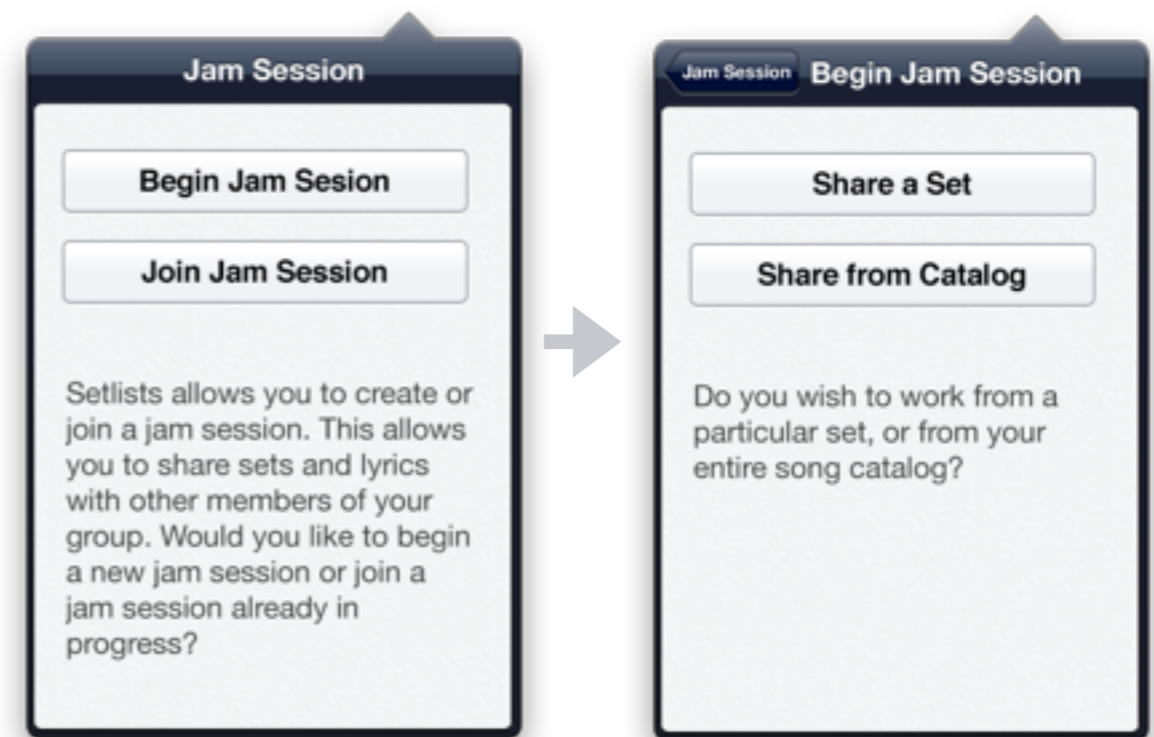 Jam Session
Begin Jam Sesion
Join Jam Session
Setlists allows you to create or
join a jam session. This allows
you to share sets and lyrics
with other members of your
group. Would you like to begin
a new jam session or join a
jam session already in
progress?
Jam Session
Begin Jam Session
Share a Set
Share from Catalog
Do you wish to work from a
particular set, or from your
entire song catalog?